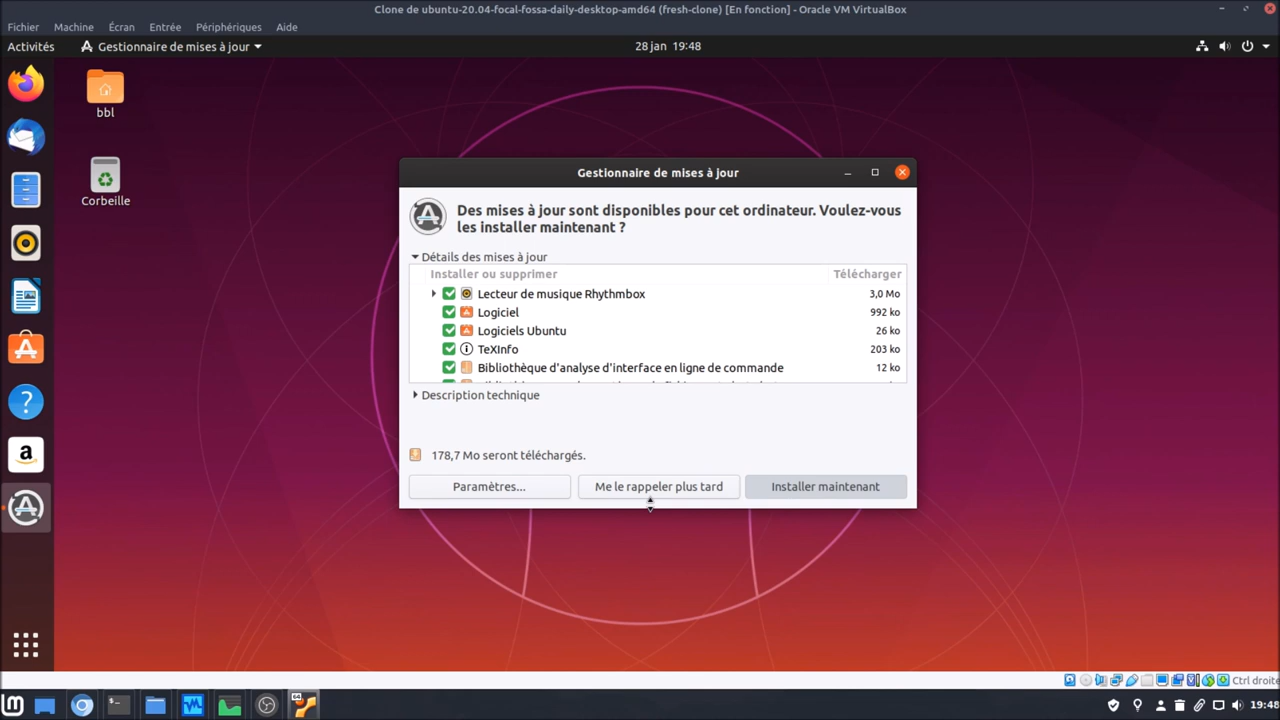 Clone de ubuntu-20.04-focal-fossa-daily-desktop-amd64 (fresh-clone) [En fonction] - Oracle VM VirtualBox
Fichier Machine Écran Entrée Périphériques Aide
Activités Gestionnaire de mises à jour 28 jan 19:48
bbl
Corbeille
Gestionnaire de mises à jour
Des mises à jour sont disponibles pour cet ordinateur. Voulez-vous
les installer maintenant ?
Détails des mises à jour
Installer ou supprimer Télécharger
Lecteur de musique Rhythmbox 3,0 Mo
Logiciel 992 ko
Logiciels Ubuntu 26 ko
TeXInfo 203 ko
Bibliothèque d'analyse d'interface en ligne de commande 12 ko
Description technique
178,7 Mo seront téléchargés.
Paramètres... Me le rappeler plus tard Installer maintenant
a
Ctrl droite
64
19:48